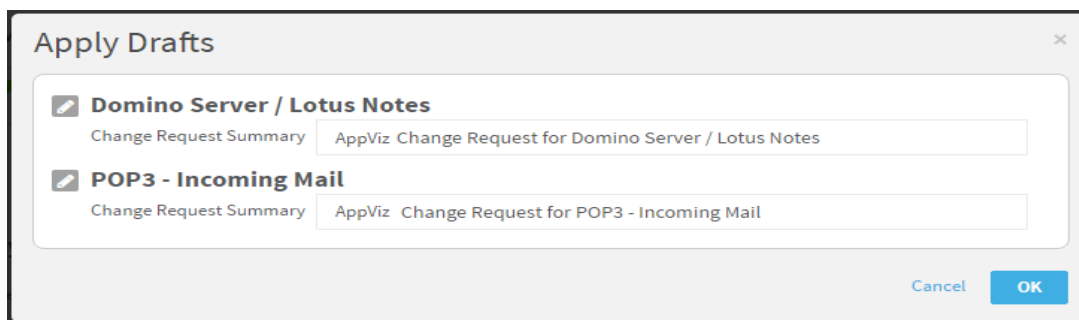 Apply Drafts
Domino Server / Lotus Notes
Change Request Summary AppViz Change Request for Domino Server / Lotus Notes
POP3 - Incoming Mail
Change Request Summary AppViz Change Request for POP3 - Incoming Mail
Cancel OK